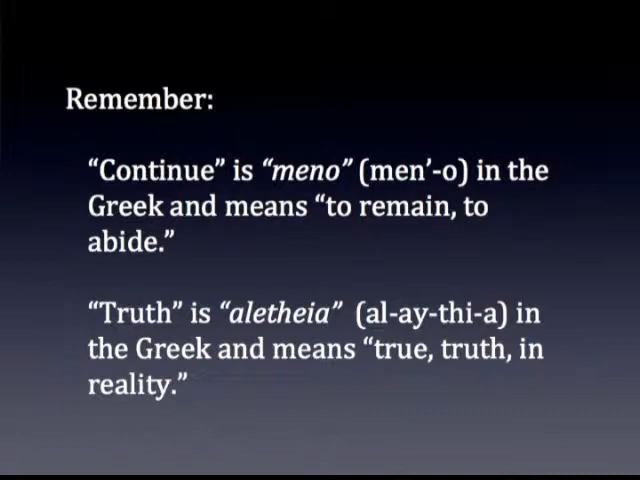 Remember:
“Continue” is “meno” (men’-o) in the
Greek and means “to remain, to
abide.”
“Truth” is “aletheia” (al-ay-thi-a) in
the Greek and means “true, truth, in
reality.”